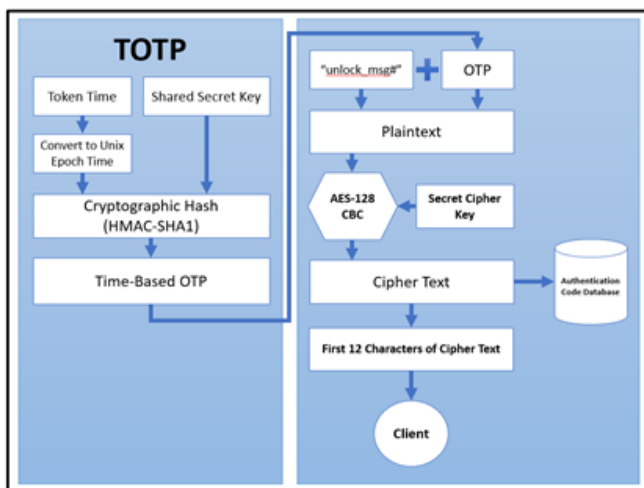 TOTP
Token Time
Shared Secret Key
Convert to Unix
Epoch Time
Cryptographic Hash
(HMAC-SHA1)
Time-Based OTP
"unlock_msg#"
+
OTP
Plaintext
AES-128
CBC
Secret Cipher
Key
Cipher Text
Authentication
Code Database
First 12 Characters of Cipher Text
Client